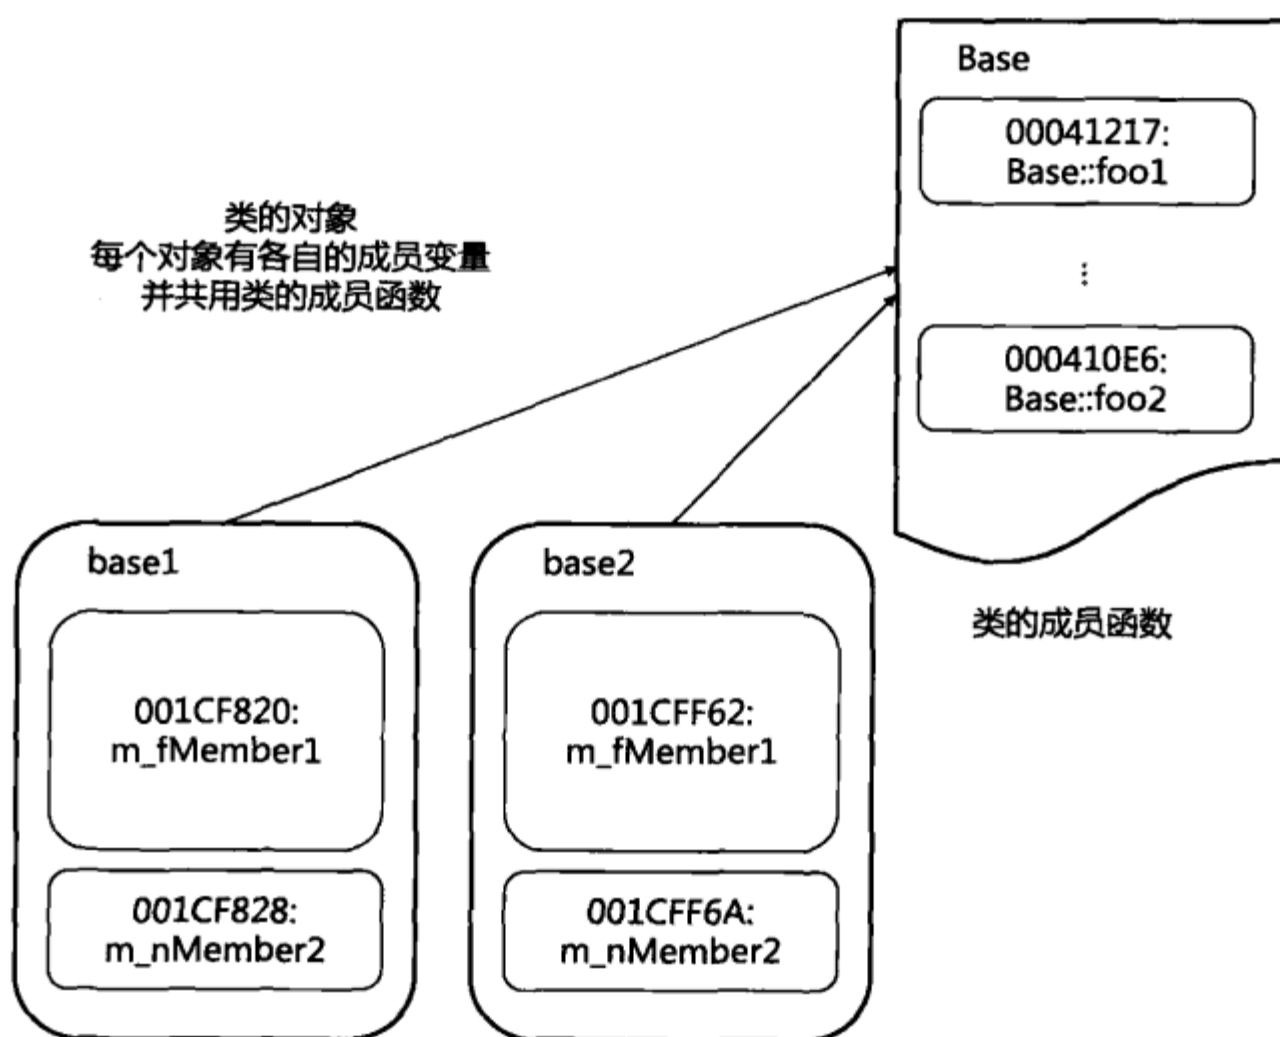 Base
00041217:
Base::foo1
⋮
000410E6:
Base::foo2
类的成员函数
类的对象
每个对象有各自的成员变量
并共用类的成员函数
base1
001CF820:
m_fMember1
001CF828:
m_nMember2
base2
001CFF62:
m_fMember1
001CFF6A:
m_nMember2